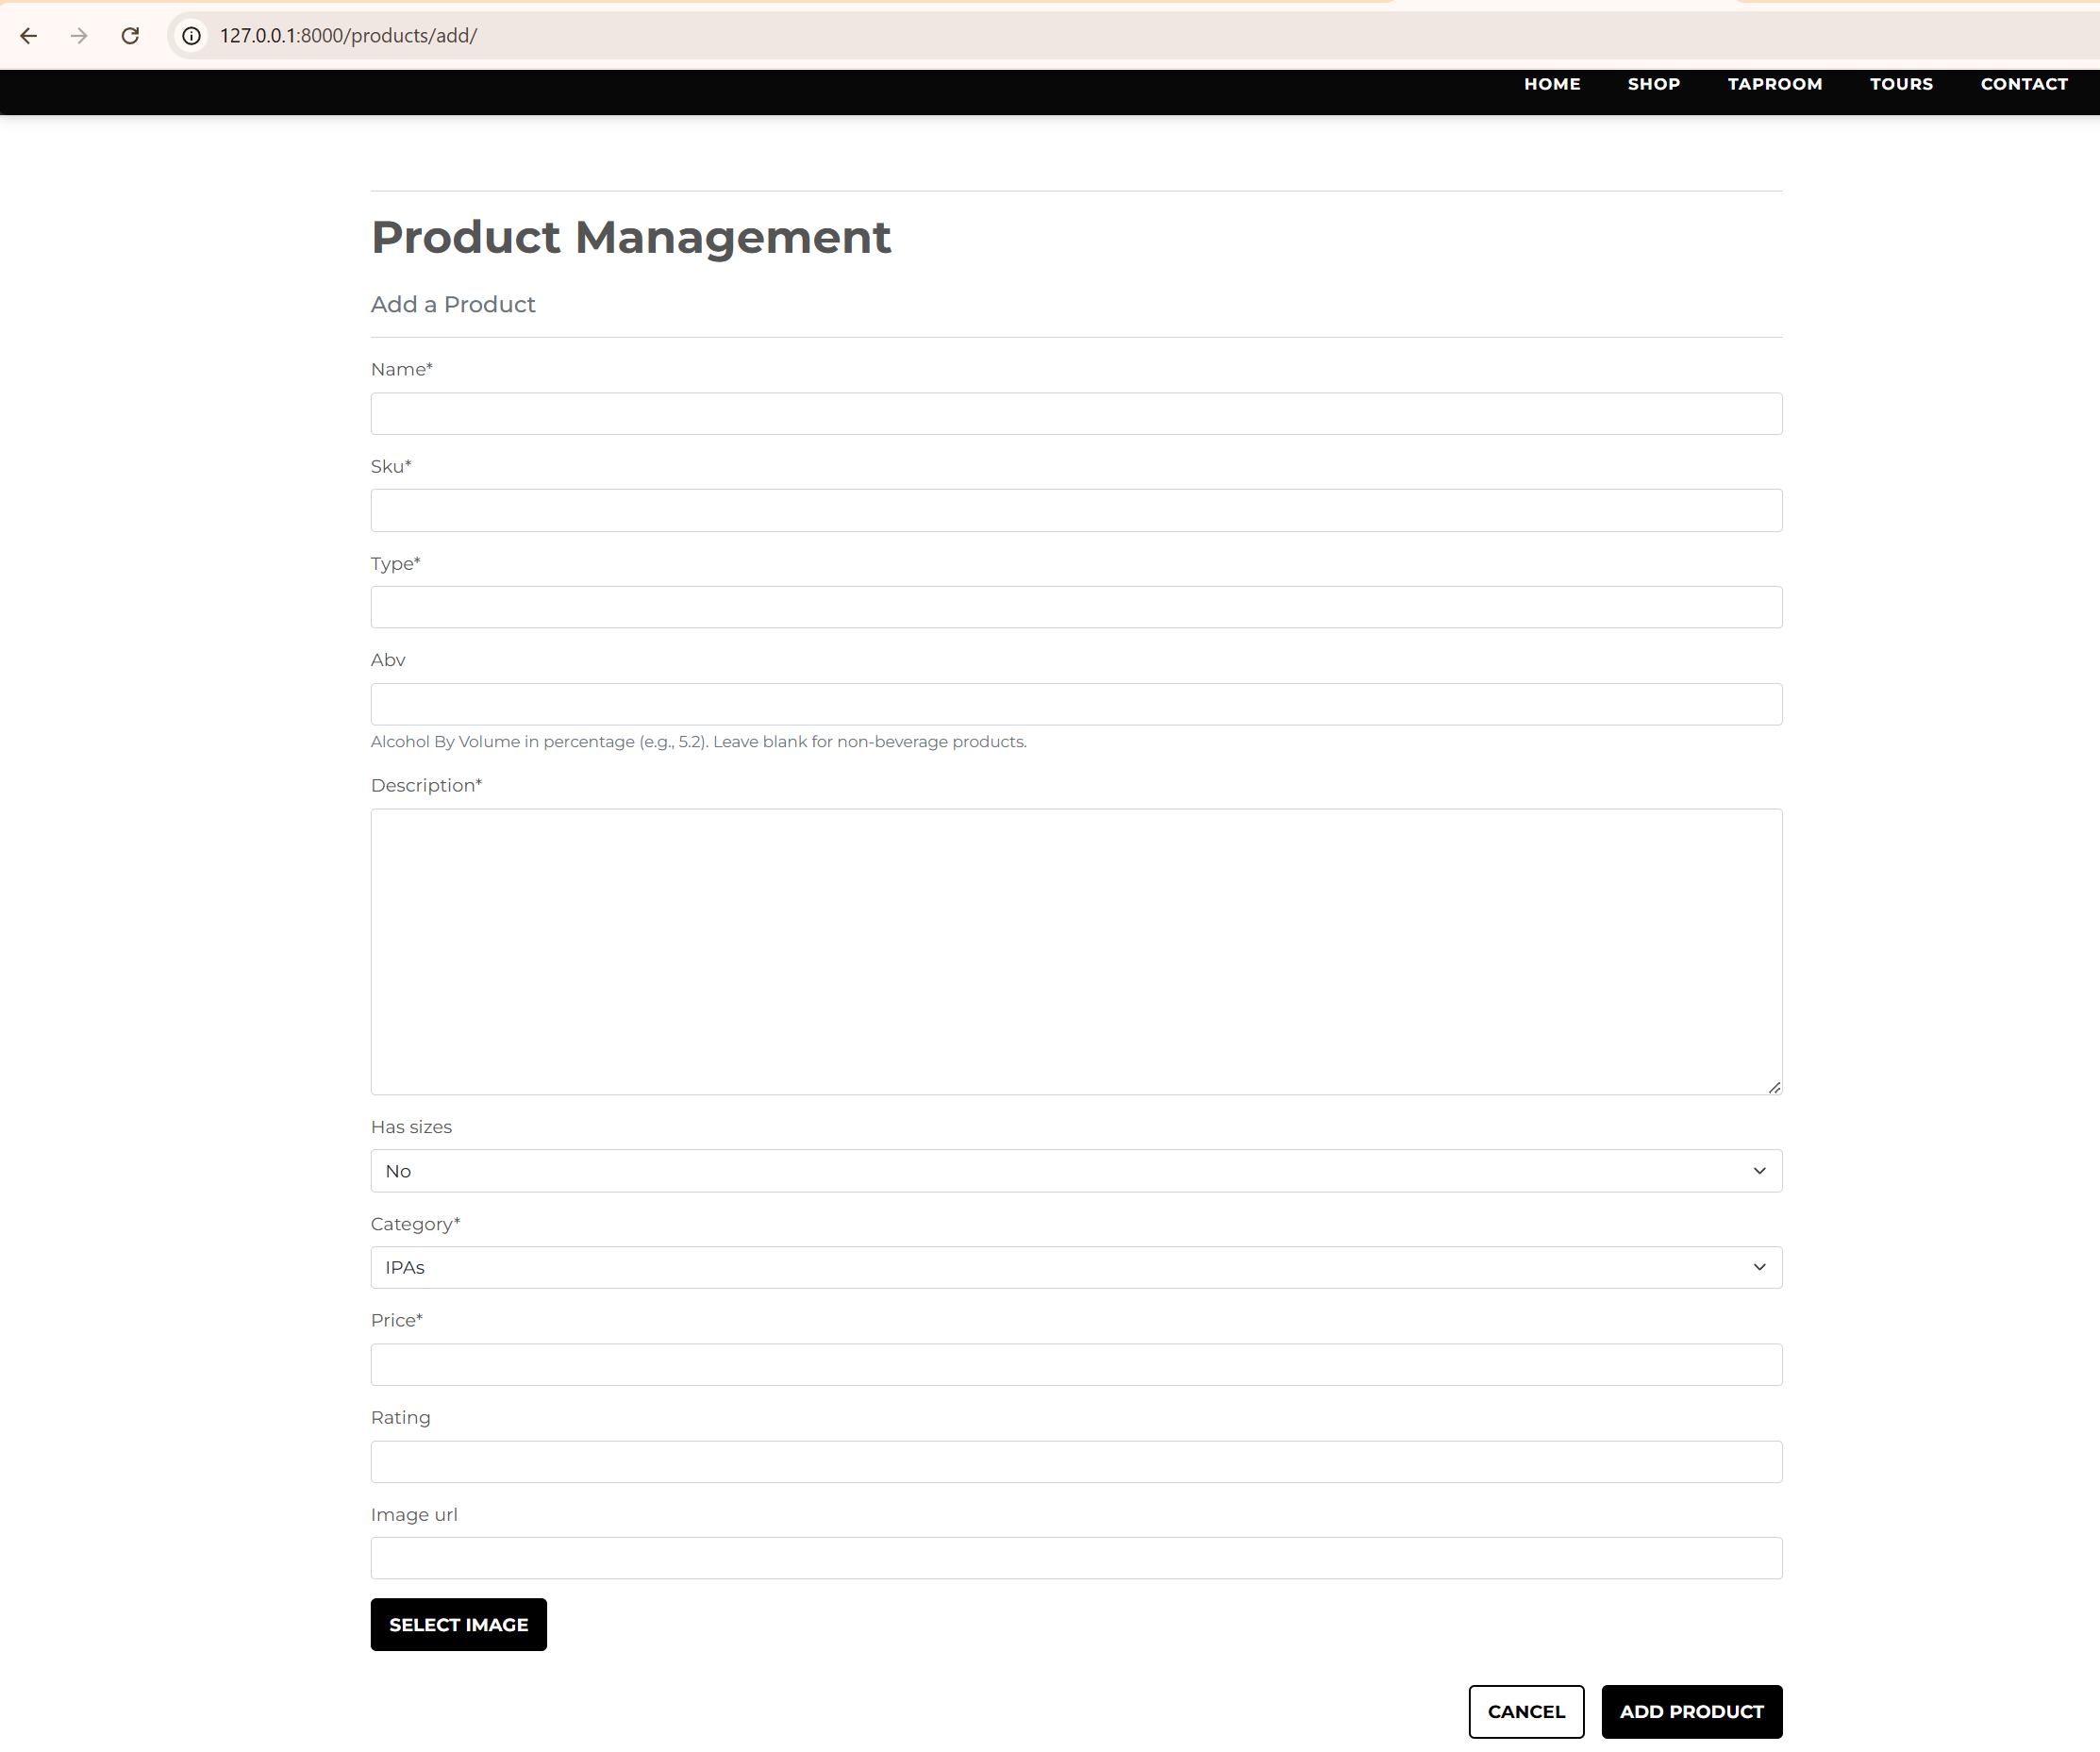 127.0.0.1:8000/products/add/
HOME SHOP TAPROOM TOURS CONTACT
Product Management
Add a Product
Name*
Sku*
Type*
Abv
Alcohol By Volume in percentage (e.g., 5.2). Leave blank for non-beverage products.
Description*
Has sizes
No
Category*
IPAs
Price*
Rating
Image url
SELECT IMAGE
CANCEL ADD PRODUCT